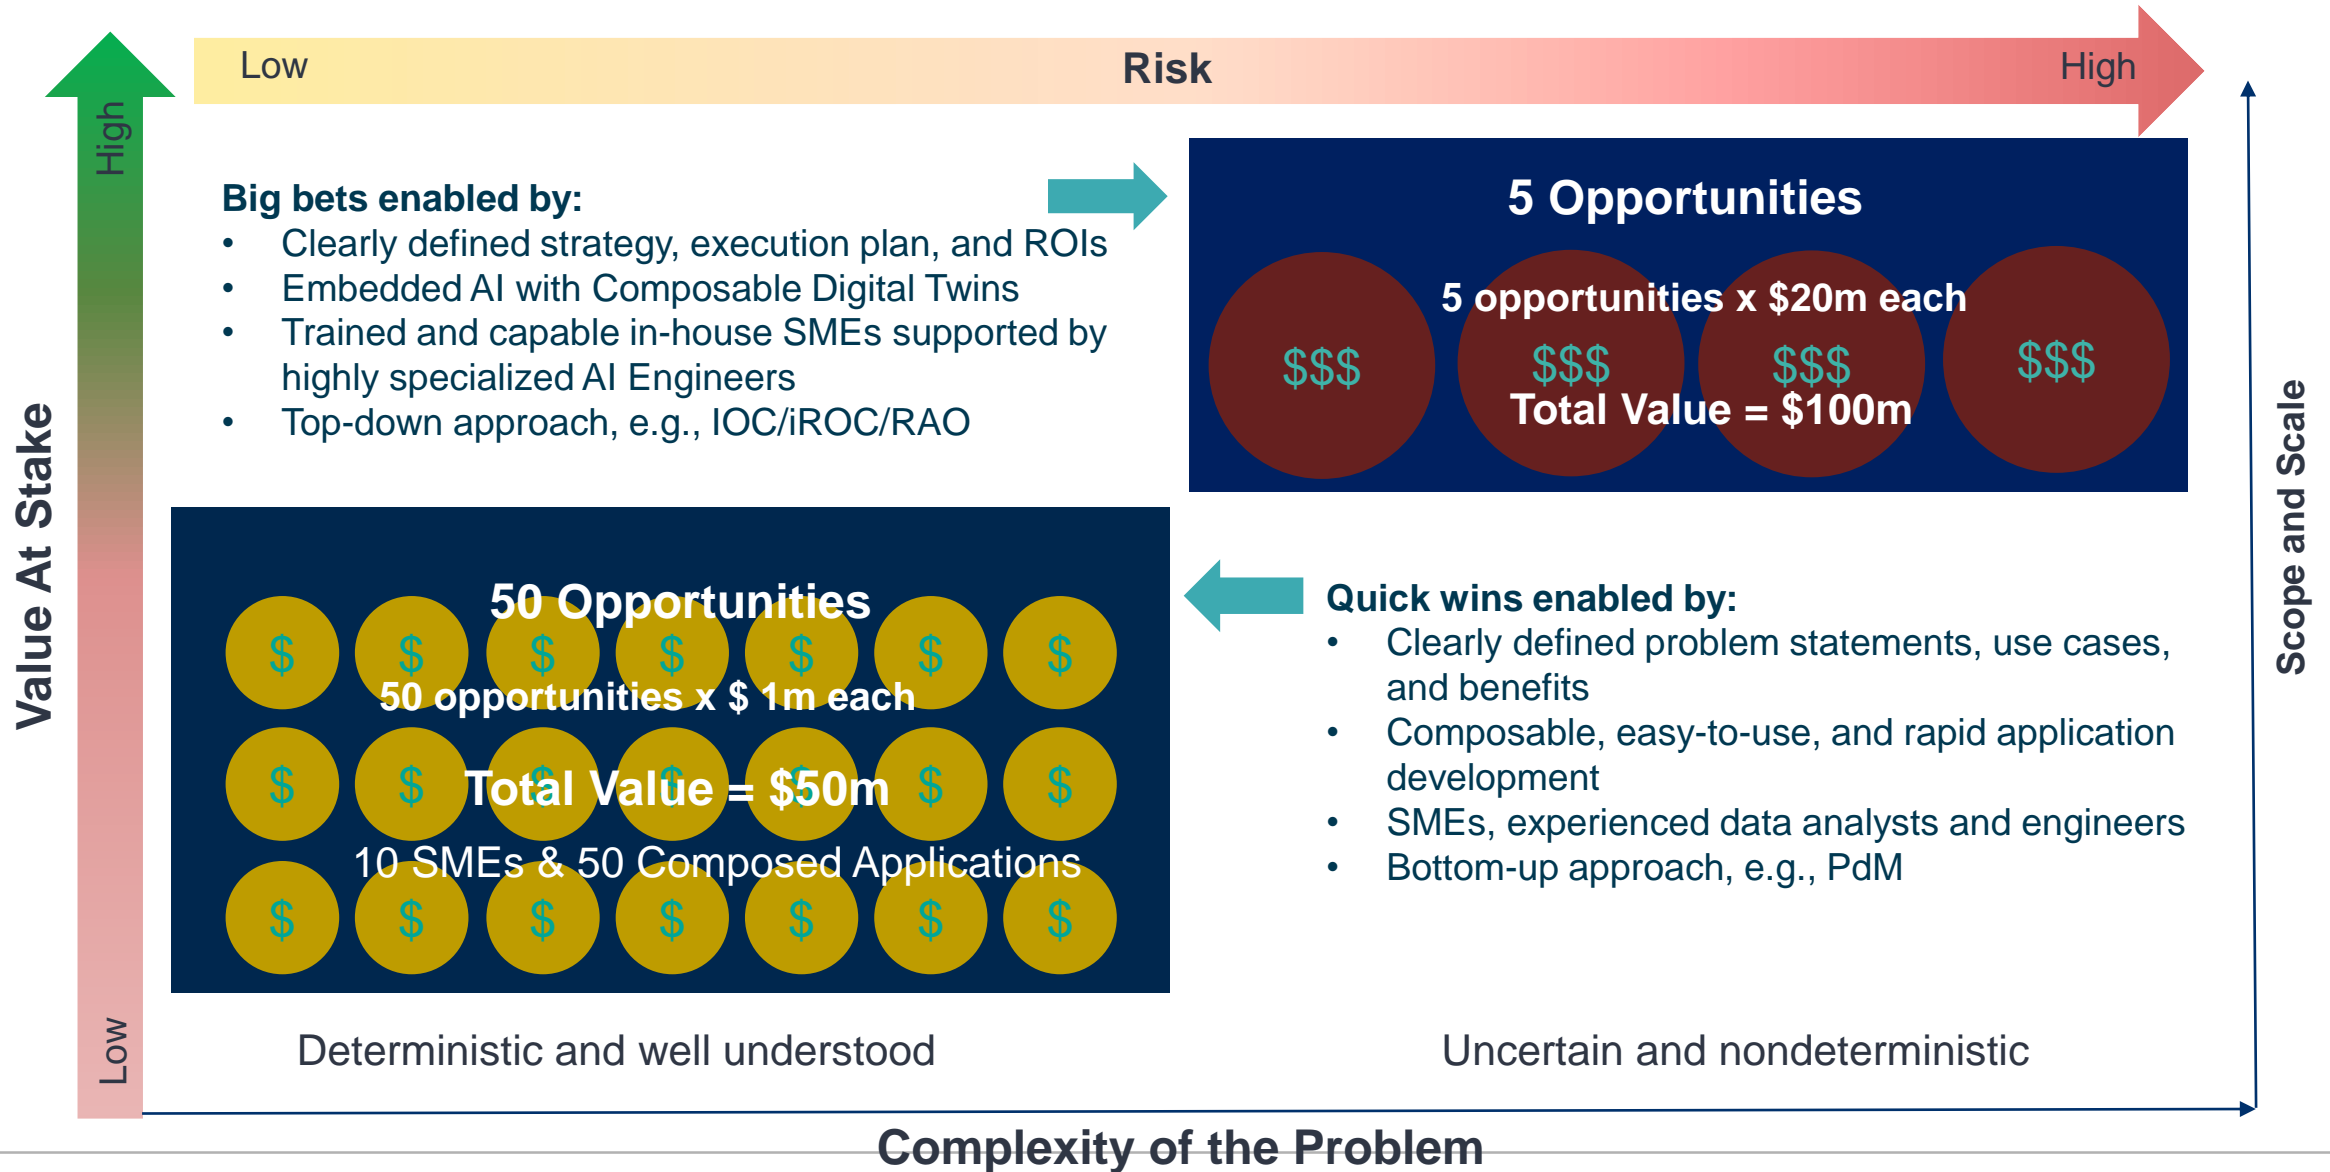 Low
Risk
High
High
Value At Stake
Low
Scope and Scale
Big bets enabled by:
• Clearly defined strategy, execution plan, and ROIs
• Embedded AI with Composable Digital Twins
• Trained and capable in-house SMEs supported by
highly specialized AI Engineers
• Top-down approach, e.g., IOC/iROC/RAO
5 Opportunities
5 opportunities x $20m each
$$$ $$$ $$$ $$$
Total Value = $100m
50 Opportunities
$ $ $ $ $ $ $
50 opportunities x $ 1m each
Total Value = $50m
$ $ $ $ $ $ $
10 SMEs & 50 Composed Applications
$ $ $ $ $ $ $
Quick wins enabled by:
• Clearly defined problem statements, use cases,
and benefits
• Composable, easy-to-use, and rapid application
development
• SMEs, experienced data analysts and engineers
• Bottom-up approach, e.g., PdM
Deterministic and well understood
Uncertain and nondeterministic
Complexity of the Problem